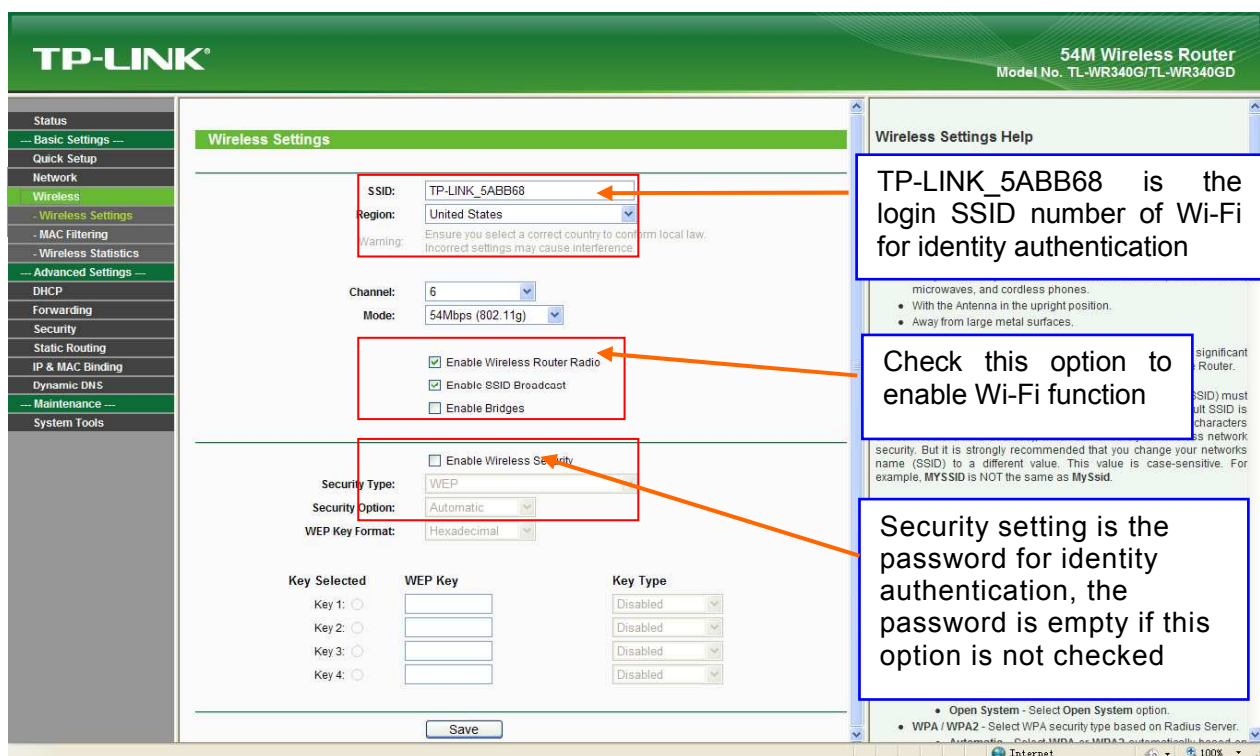 TP-LINK®
54M Wireless Router
Model No. TL-WR340G/TL-WR340GD
Status
--- Basic Settings ---
Quick Setup
Network
Wireless
- Wireless Settings
- MAC Filtering
- Wireless Statistics
--- Advanced Settings ---
DHCP
Forwarding
Security
Static Routing
IP & MAC Binding
Dynamic DNS
--- Maintenance ---
System Tools
Wireless Settings
SSID: TP-LINK_5ABB68
Region: United States
Warning: Ensure you select a correct country to conform local law.
Incorrect settings may cause interference.
Channel: 6
Mode: 54Mbps (802.11g)
Enable Wireless Router Radio
Enable SSID Broadcast
Enable Bridges
Enable Wireless Security
Security Type: WEP
Security Option: Automatic
WEP Key Format: Hexadecimal
Key Selected WEP Key Key Type
Key 1: Disabled
Key 2: Disabled
Key 3: Disabled
Key 4: Disabled
Save
Wireless Settings Help
TP-LINK_5ABB68 is the
login SSID number of Wi-Fi
for identity authentication
microwaves, and cordless phones.
• With the Antenna in the upright position.
• Away from large metal surfaces.
significant
Router.
Check this option to
enable Wi-Fi function
SSID) must
SSID is
characters
network
security. But it is strongly recommended that you change your networks
name (SSID) to a different value. This value is case-sensitive. For
example, MYSSID is NOT the same as MySsid.
Security setting is the
password for identity
authentication, the
password is empty if this
option is not checked
• Open System - Select Open System option.
• WPA / WPA2 - Select WPA security type based on Radius Server.
Internet 100%